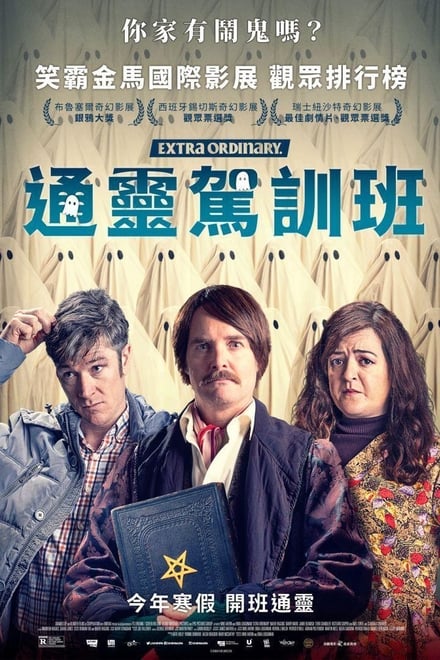 你家有鬧鬼嗎？
笑霸金馬國際影展 觀眾排行榜
布魯塞爾奇幻影展
銀鴉大獎
西班牙錫切斯奇幻影展
觀眾票選獎
瑞士紐沙特奇幻影展
最佳劇情片、觀眾票選獎
EXTRA ORDINARY.
通靈駕訓班
今年寒假 開班通靈